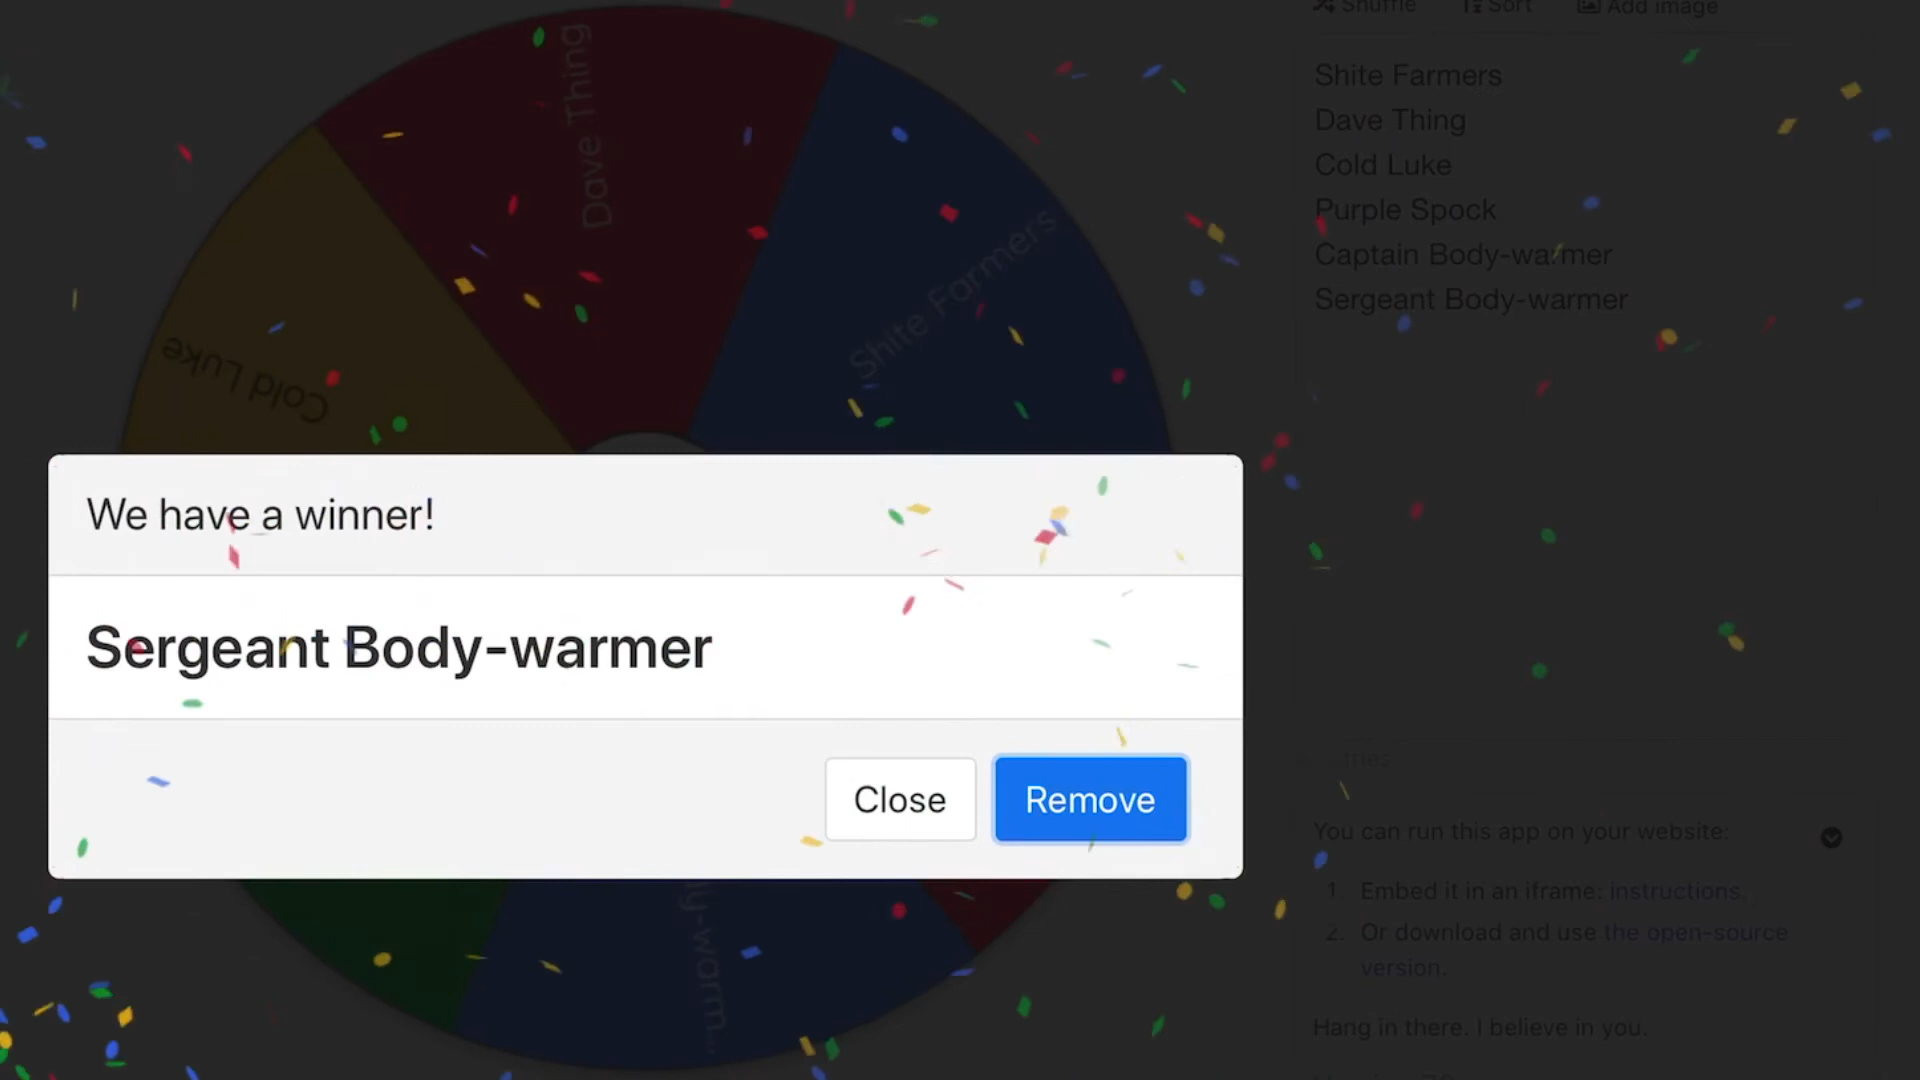 Shuffle Sort Add image
Dave Thing
Shite Farmers
Cold Luke
Shite Farmers
Dave Thing
Cold Luke
Purple Spock
Captain Body-warmer
Sergeant Body-warmer
We have a winner!
Sergeant Body-warmer
Close Remove
y-warm...
You can run this app on your website:
1 Embed it in an iframe: instructions.
2. Or download and use the open-source
version.
Hang in there. I believe in you.